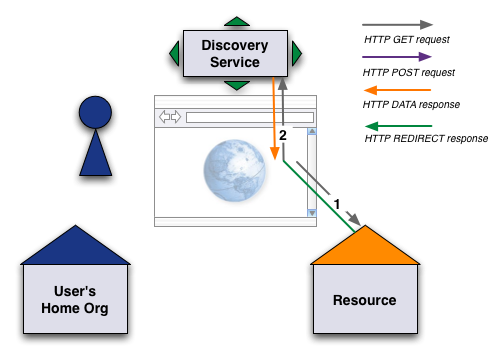 Discovery
Service
HTTP GET request
HTTP POST request
HTTP DATA response
HTTP REDIRECT response
2
1
User's
Home Org
Resource